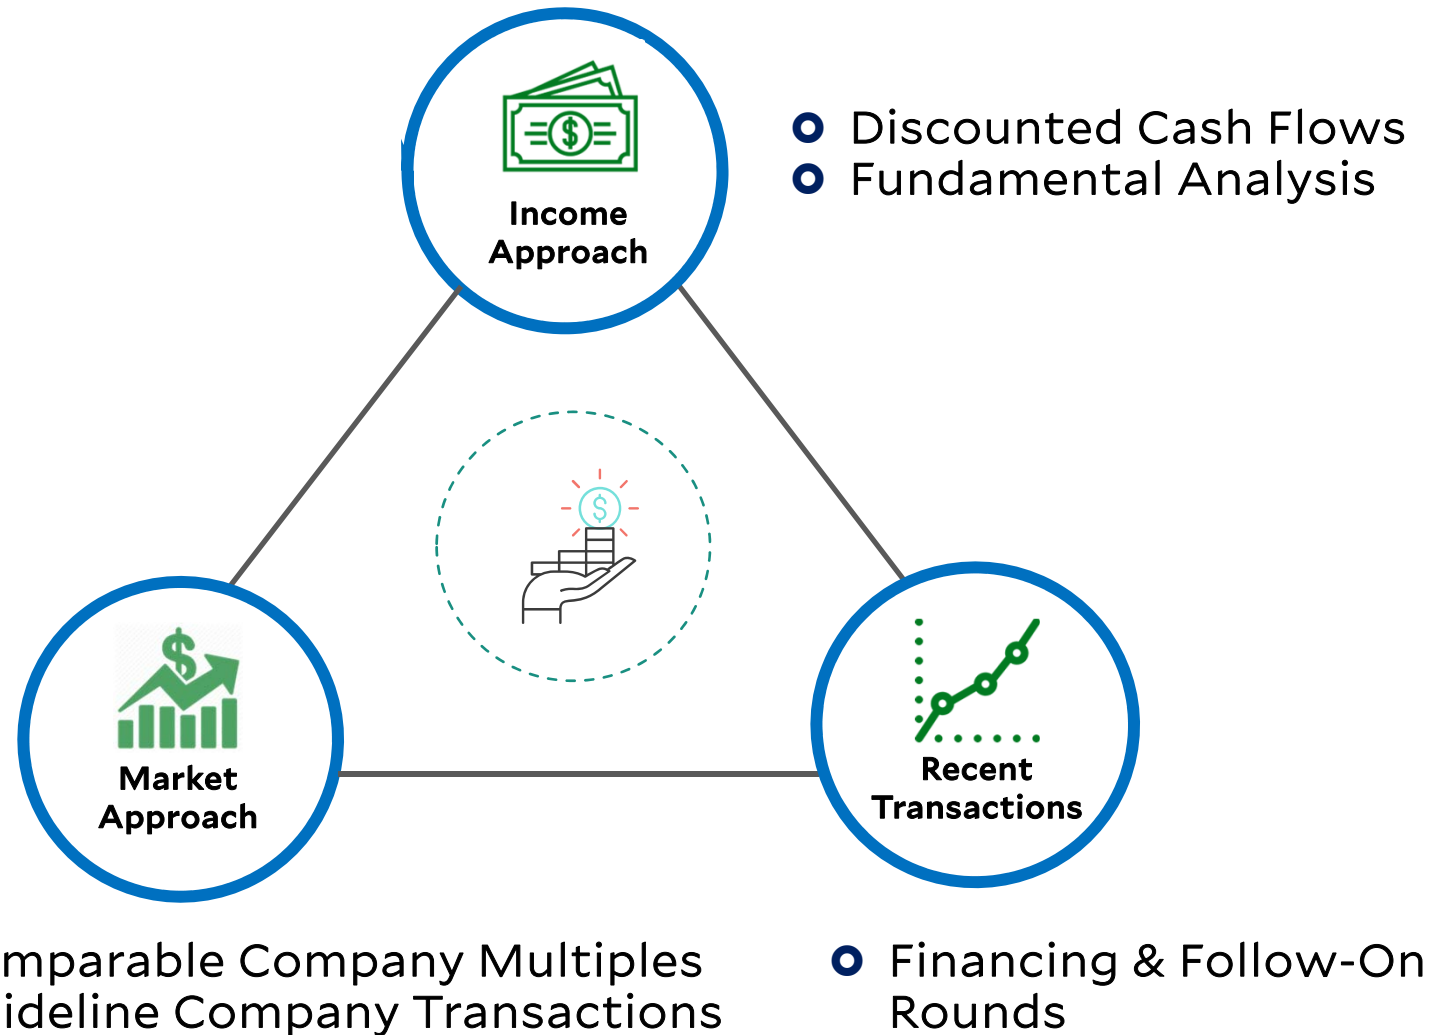 Income
Approach
Discounted Cash Flows
Fundamental Analysis
Market
Approach
Recent
Transactions
mparable Company Multiples
ideline Company Transactions
Financing & Follow-On
Rounds